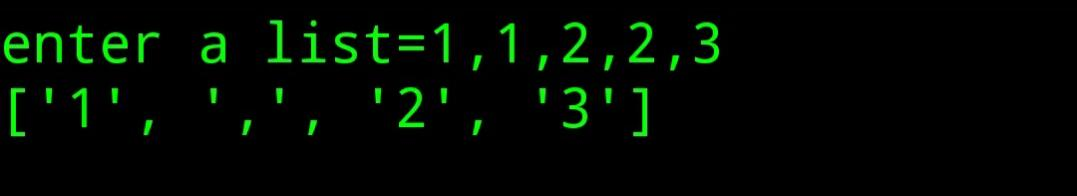 enter a list=1,1,2,2,3
['1', ',', '2', '3']